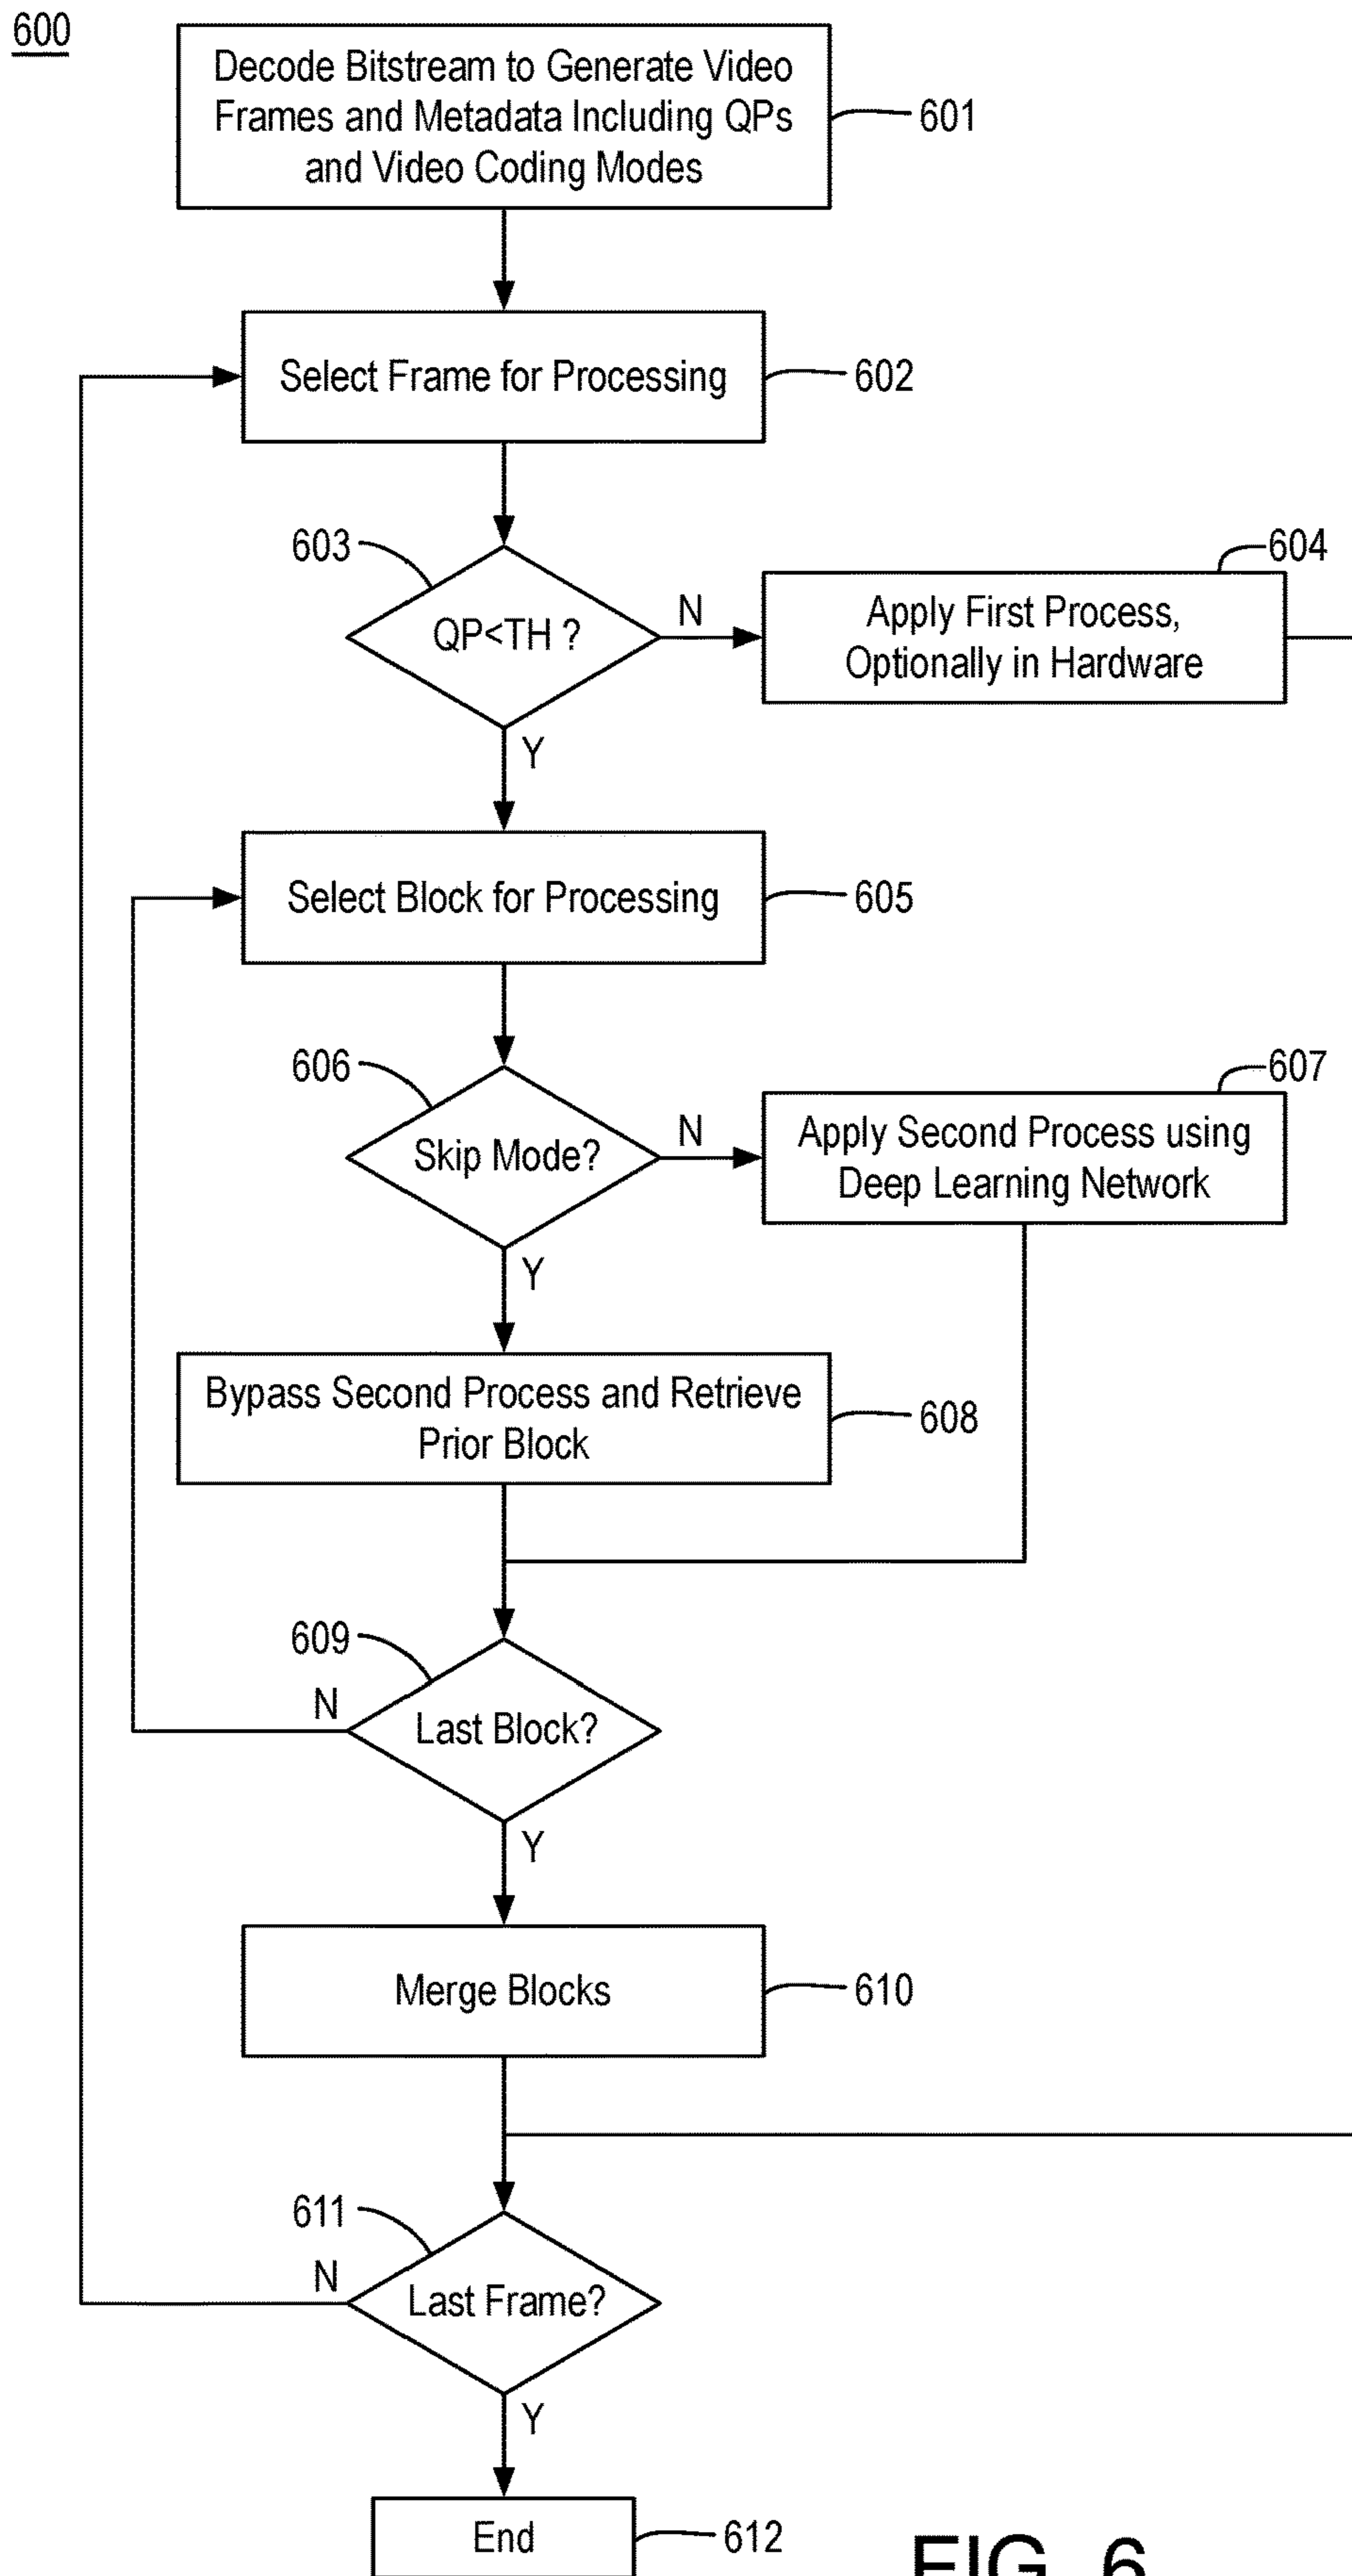 600
Decode Bitstream to Generate Video
Frames and Metadata Including QPs
and Video Coding Modes
601
Select Frame for Processing
602
603
QP<TH ?
N
Y
604
Apply First Process,
Optionally in Hardware
Select Block for Processing
605
606
Skip Mode?
N
Y
607
Apply Second Process using
Deep Learning Network
Bypass Second Process and Retrieve
Prior Block
608
609
N
Last Block?
Y
Merge Blocks
610
611
N
Last Frame?
Y
End
612
FIG. 6